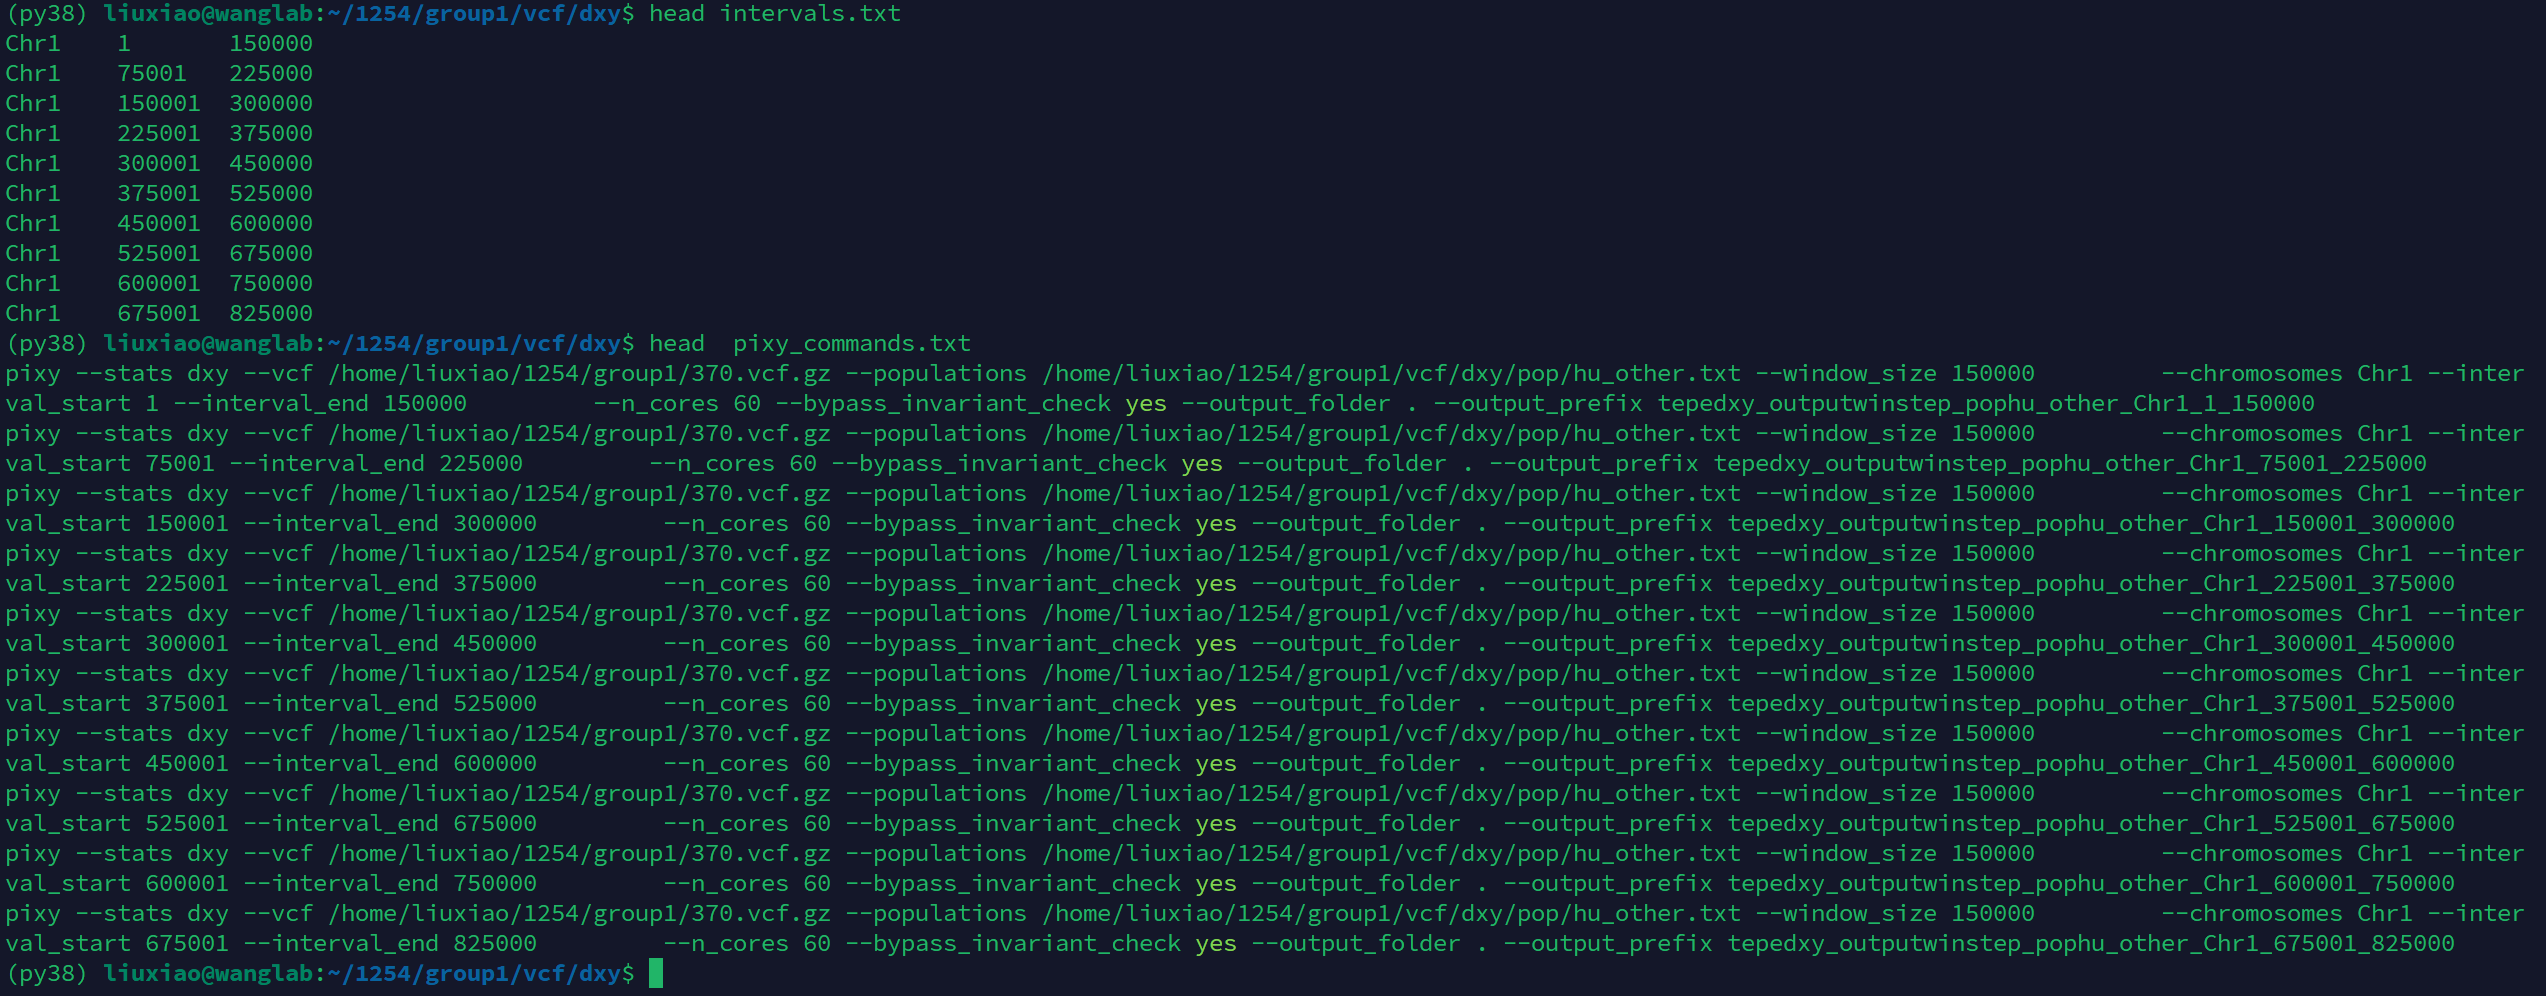 (py38) liuxiao@wanglab:~/1254/group1/vcf/dxy$ head intervals.txt
Chr1    1       150000
Chr1    75001   225000
Chr1    150001  300000
Chr1    225001  375000
Chr1    300001  450000
Chr1    375001  525000
Chr1    450001  600000
Chr1    525001  675000
Chr1    600001  750000
Chr1    675001  825000
(py38) liuxiao@wanglab:~/1254/group1/vcf/dxy$ head  pixy_commands.txt
pixy --stats dxy --vcf /home/liuxiao/1254/group1/370.vcf.gz --populations /home/liuxiao/1254/group1/vcf/dxy/pop/hu_other.txt --window_size 150000         --chromosomes Chr1 --inter
val_start 1 --interval_end 150000         --n_cores 60 --bypass_invariant_check yes --output_folder . --output_prefix tepedxy_outputwinstep_pophu_other_Chr1_1_150000
pixy --stats dxy --vcf /home/liuxiao/1254/group1/370.vcf.gz --populations /home/liuxiao/1254/group1/vcf/dxy/pop/hu_other.txt --window_size 150000         --chromosomes Chr1 --inter
val_start 75001 --interval_end 225000         --n_cores 60 --bypass_invariant_check yes --output_folder . --output_prefix tepedxy_outputwinstep_pophu_other_Chr1_75001_225000
pixy --stats dxy --vcf /home/liuxiao/1254/group1/370.vcf.gz --populations /home/liuxiao/1254/group1/vcf/dxy/pop/hu_other.txt --window_size 150000         --chromosomes Chr1 --inter
val_start 150001 --interval_end 300000         --n_cores 60 --bypass_invariant_check yes --output_folder . --output_prefix tepedxy_outputwinstep_pophu_other_Chr1_150001_300000
pixy --stats dxy --vcf /home/liuxiao/1254/group1/370.vcf.gz --populations /home/liuxiao/1254/group1/vcf/dxy/pop/hu_other.txt --window_size 150000         --chromosomes Chr1 --inter
val_start 225001 --interval_end 375000         --n_cores 60 --bypass_invariant_check yes --output_folder . --output_prefix tepedxy_outputwinstep_pophu_other_Chr1_225001_375000
pixy --stats dxy --vcf /home/liuxiao/1254/group1/370.vcf.gz --populations /home/liuxiao/1254/group1/vcf/dxy/pop/hu_other.txt --window_size 150000         --chromosomes Chr1 --inter
val_start 300001 --interval_end 450000         --n_cores 60 --bypass_invariant_check yes --output_folder . --output_prefix tepedxy_outputwinstep_pophu_other_Chr1_300001_450000
pixy --stats dxy --vcf /home/liuxiao/1254/group1/370.vcf.gz --populations /home/liuxiao/1254/group1/vcf/dxy/pop/hu_other.txt --window_size 150000         --chromosomes Chr1 --inter
val_start 375001 --interval_end 525000         --n_cores 60 --bypass_invariant_check yes --output_folder . --output_prefix tepedxy_outputwinstep_pophu_other_Chr1_375001_525000
pixy --stats dxy --vcf /home/liuxiao/1254/group1/370.vcf.gz --populations /home/liuxiao/1254/group1/vcf/dxy/pop/hu_other.txt --window_size 150000         --chromosomes Chr1 --inter
val_start 450001 --interval_end 600000         --n_cores 60 --bypass_invariant_check yes --output_folder . --output_prefix tepedxy_outputwinstep_pophu_other_Chr1_450001_600000
pixy --stats dxy --vcf /home/liuxiao/1254/group1/370.vcf.gz --populations /home/liuxiao/1254/group1/vcf/dxy/pop/hu_other.txt --window_size 150000         --chromosomes Chr1 --inter
val_start 525001 --interval_end 675000         --n_cores 60 --bypass_invariant_check yes --output_folder . --output_prefix tepedxy_outputwinstep_pophu_other_Chr1_525001_675000
pixy --stats dxy --vcf /home/liuxiao/1254/group1/370.vcf.gz --populations /home/liuxiao/1254/group1/vcf/dxy/pop/hu_other.txt --window_size 150000         --chromosomes Chr1 --inter
val_start 600001 --interval_end 750000         --n_cores 60 --bypass_invariant_check yes --output_folder . --output_prefix tepedxy_outputwinstep_pophu_other_Chr1_600001_750000
pixy --stats dxy --vcf /home/liuxiao/1254/group1/370.vcf.gz --populations /home/liuxiao/1254/group1/vcf/dxy/pop/hu_other.txt --window_size 150000         --chromosomes Chr1 --inter
val_start 675001 --interval_end 825000         --n_cores 60 --bypass_invariant_check yes --output_folder . --output_prefix tepedxy_outputwinstep_pophu_other_Chr1_675001_825000
(py38) liuxiao@wanglab:~/1254/group1/vcf/dxy$